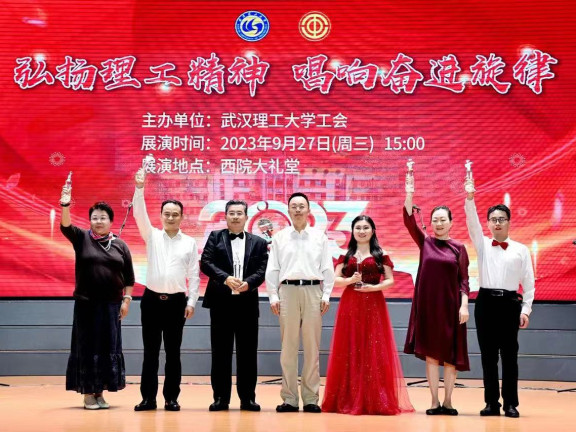 弘扬理工精神 唱响奋进旋律
主办单位：武汉理工大学工会
展演时间：2023年9月27日(周三) 15:00
展演地点：西院大礼堂
2023